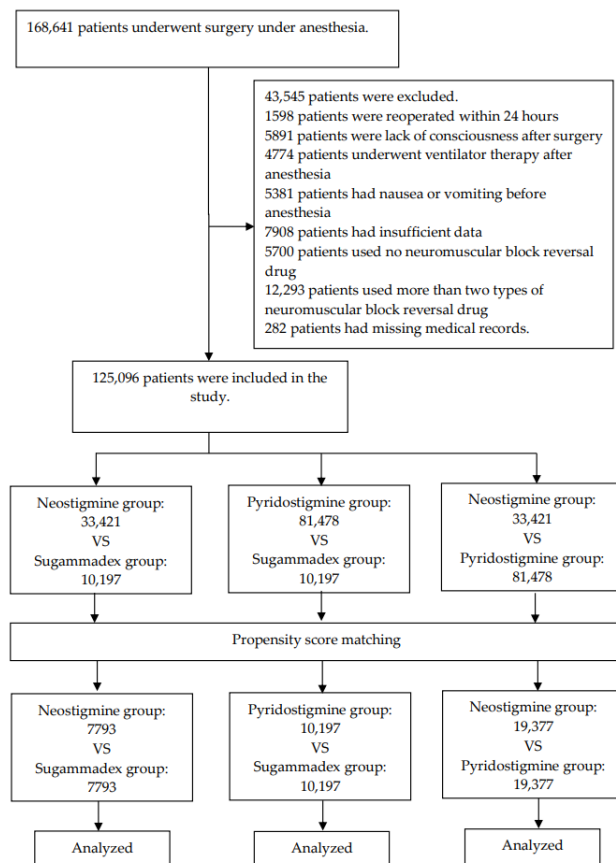 168,641 patients underwent surgery under anesthesia.
43,545 patients were excluded.
1598 patients were reoperated within 24 hours
5891 patients were lack of consciousness after surgery
4774 patients underwent ventilator therapy after
anesthesia
5381 patients had nausea or vomiting before
anesthesia
7908 patients had insufficient data
5700 patients used no neuromuscular block reversal
drug
12,293 patients used more than two types of
neuromuscular block reversal drug
282 patients had missing medical records.
125,096 patients were included in the
study.
Neostigmine group:
33,421
VS
Sugammadex group:
10,197
Pyridostigmine group:
81,478
VS
Sugammadex group:
10,197
Neostigmine group:
33,421
VS
Pyridostigmine group:
81,478
Propensity score matching
Neostigmine group:
7793
VS
Sugammadex group:
7793
Pyridostigmine group:
10,197
VS
Sugammadex group:
10,197
Neostigmine group:
19,377
VS
Pyridostigmine group:
19,377
Analyzed
Analyzed
Analyzed